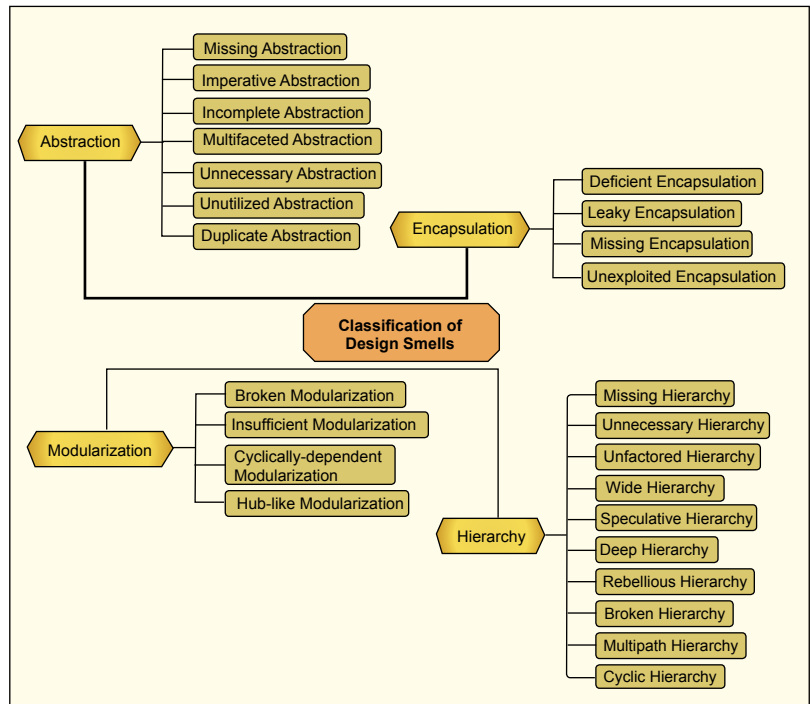 Abstraction
Missing Abstraction
Imperative Abstraction
Incomplete Abstraction
Multifaceted Abstraction
Unnecessary Abstraction
Unutilized Abstraction
Duplicate Abstraction
Encapsulation
Deficient Encapsulation
Leaky Encapsulation
Missing Encapsulation
Unexploited Encapsulation
Classification of
Design Smells
Modularization
Broken Modularization
Insufficient Modularization
Cyclically-dependent
Modularization
Hub-like Modularization
Hierarchy
Missing Hierarchy
Unnecessary Hierarchy
Unfactored Hierarchy
Wide Hierarchy
Speculative Hierarchy
Deep Hierarchy
Rebellious Hierarchy
Broken Hierarchy
Multipath Hierarchy
Cyclic Hierarchy